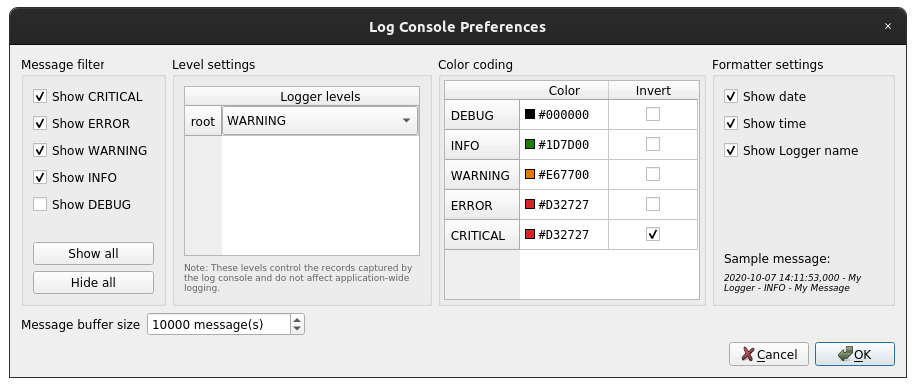 Log Console Preferences
×
Message filter
Show CRITICAL
Show ERROR
Show WARNING
Show INFO
Show DEBUG
Show all
Hide all
Level settings
Logger levels
root WARNING
Note: These levels control the records captured by
the log console and do not affect application-wide
logging.
Color coding
Color Invert
DEBUG #000000
INFO #1D7D00
WARNING #E67700
ERROR #D32727
CRITICAL #D32727
Formatter settings
Show date
Show time
Show Logger name
Sample message:
2020-10-07 14:11:53,000 - My
Logger - INFO - My Message
Message buffer size 10000 message(s)
Cancel OK